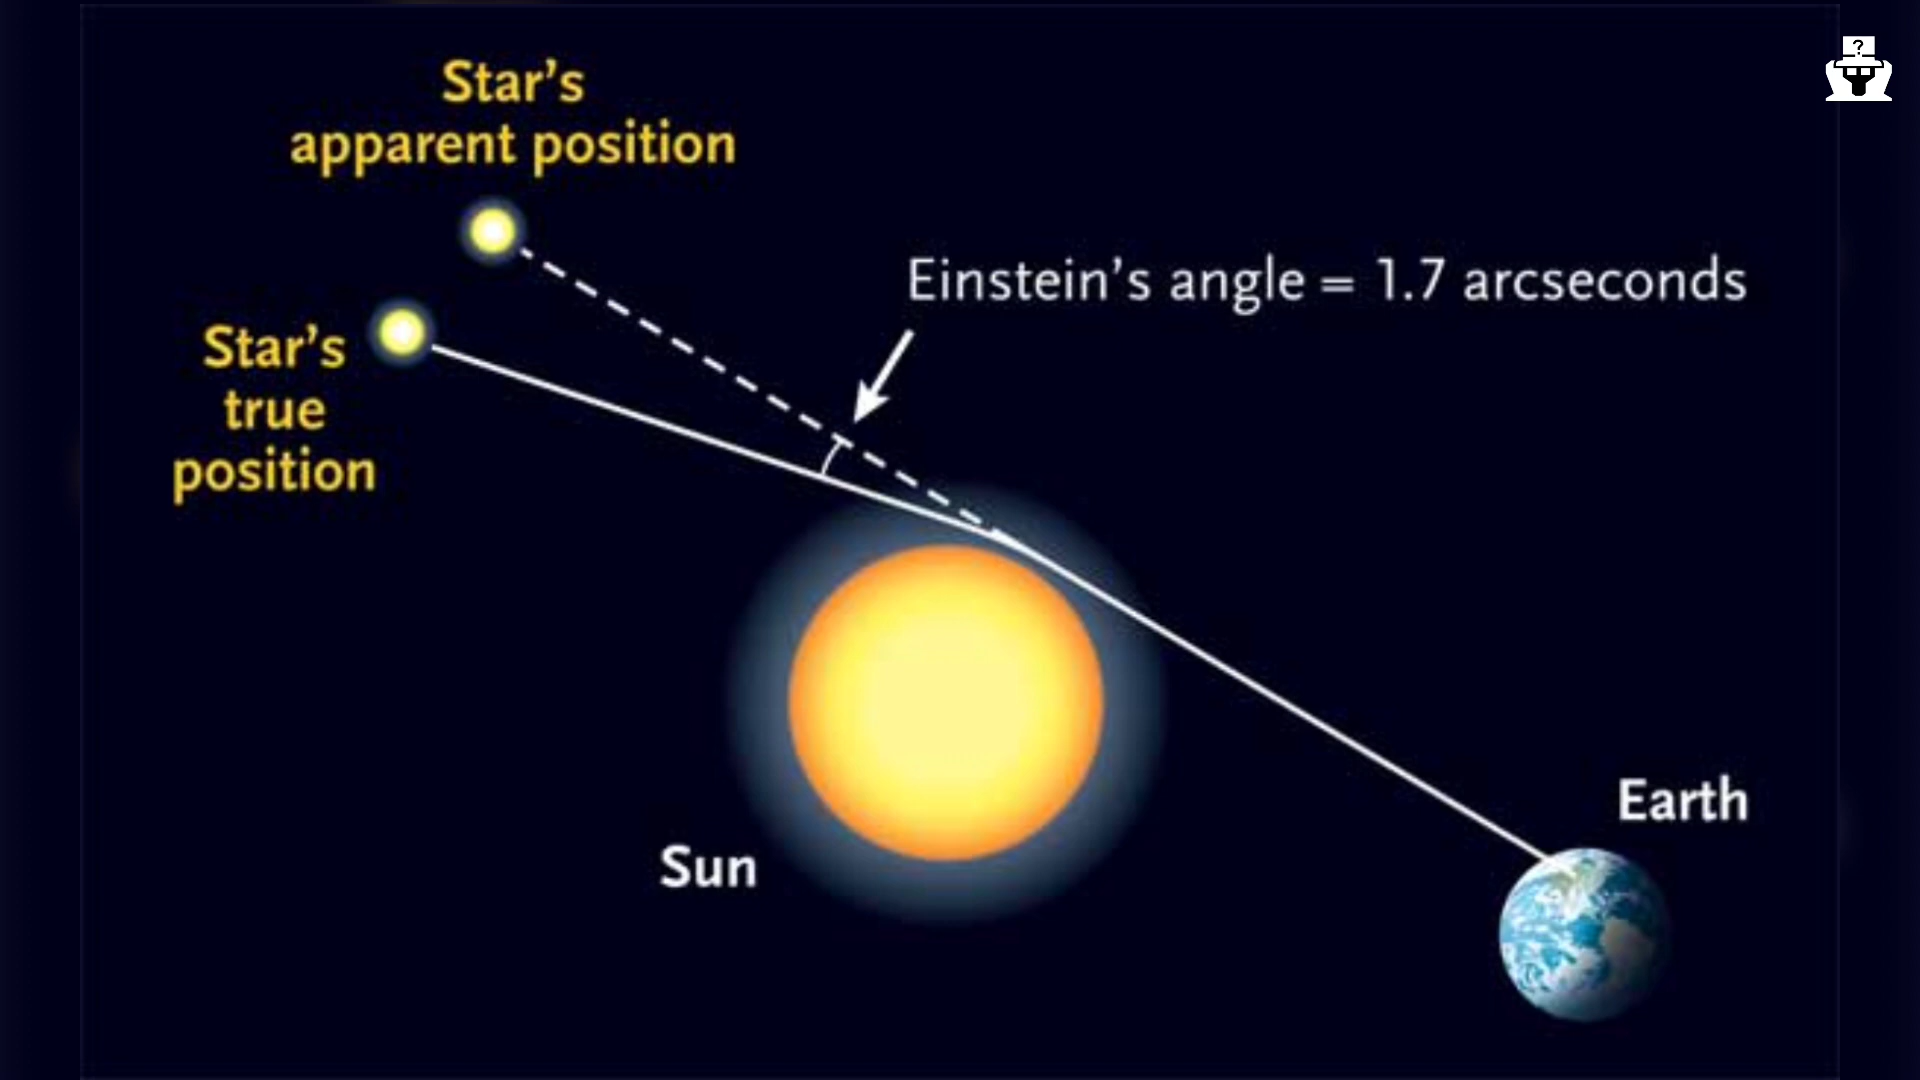 Star’s
apparent position
Einstein’s angle = 1.7 arcseconds
Star’s
true
position
Earth
Sun
?